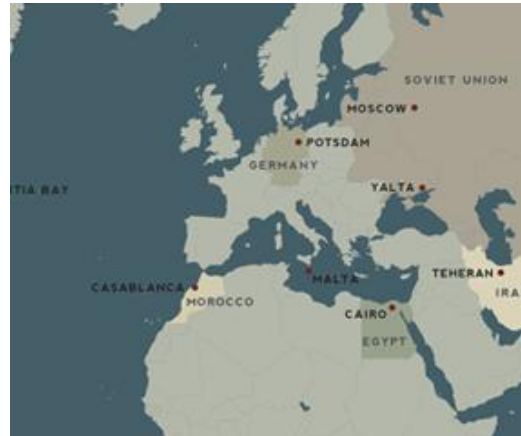 SOVIET UNION
MOSCOW
POTSDAM
GERMANY
YALTA
TIA BAY
TEHERAN
MALTA
CASABLANCA
IRA
MOROCCO
CAIRO
EGYPT